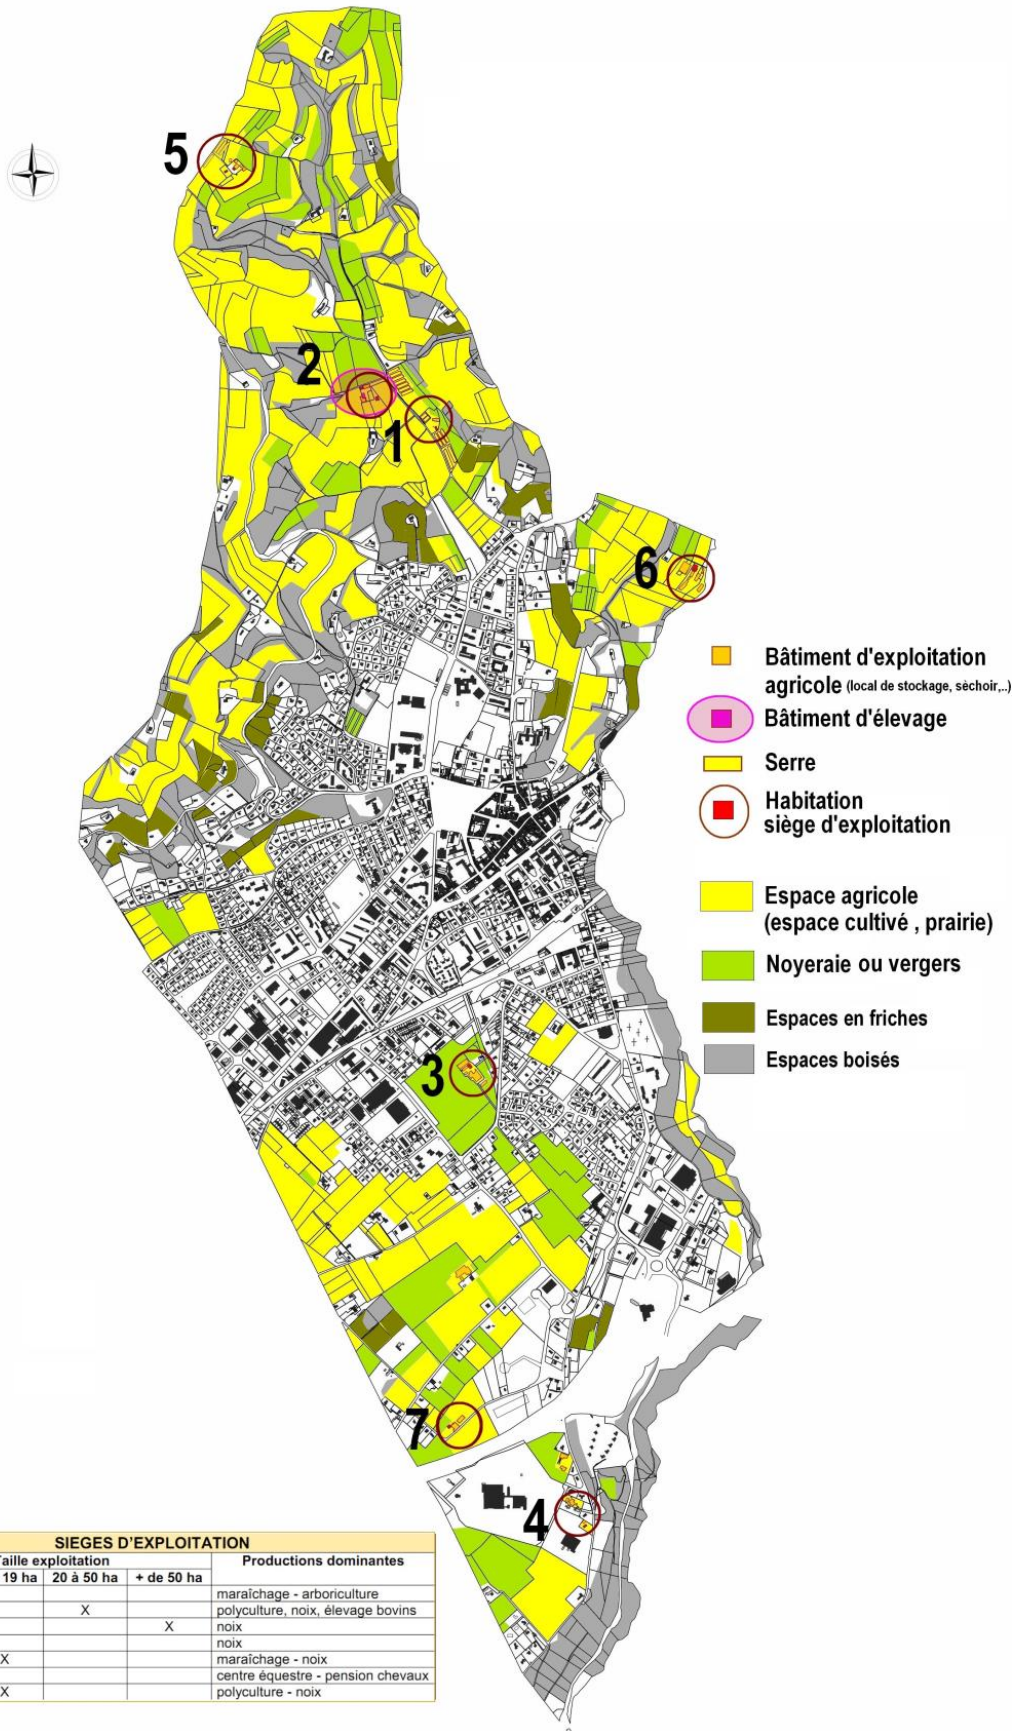 5
2
1
6
Bâtiment d'exploitation
agricole (local de stockage, séchoir,..)
Bâtiment d'élevage
Serre
Habitation
siège d'exploitation
Espace agricole
(espace cultivé , prairie)
Noyeraie ou vergers
Espaces en friches
Espaces boisés
3
7
4
SIEGES D'EXPLOITATION
aille exploitation Productions dominantes
19 ha 20 à 50 ha + de 50 ha
maraîchage - arboriculture
X polyculture, noix, élevage bovins
X noix
noix
X maraîchage - noix
centre équestre - pension chevaux
X polyculture - noix